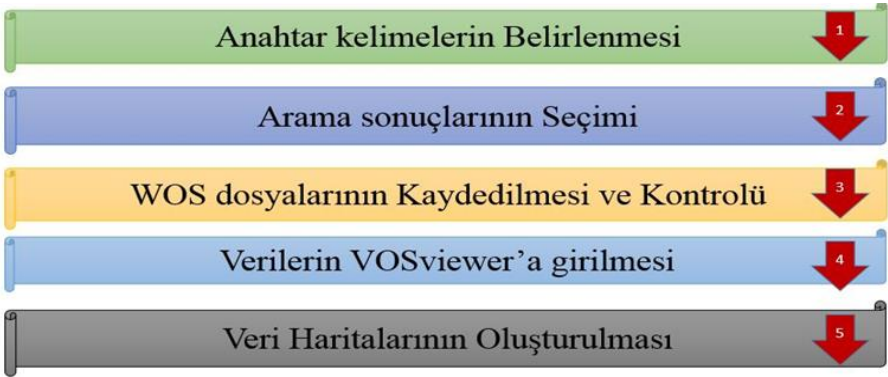 Anahtar kelimelerin Belirlenmesi 1
Arama sonuçlarının Seçimi 2
WOS dosyalarının Kaydedilmesi ve Kontrolü 3
Verilerin VOSviewer’a girilmesi 4
Veri Haritalarının Oluşturulması 5